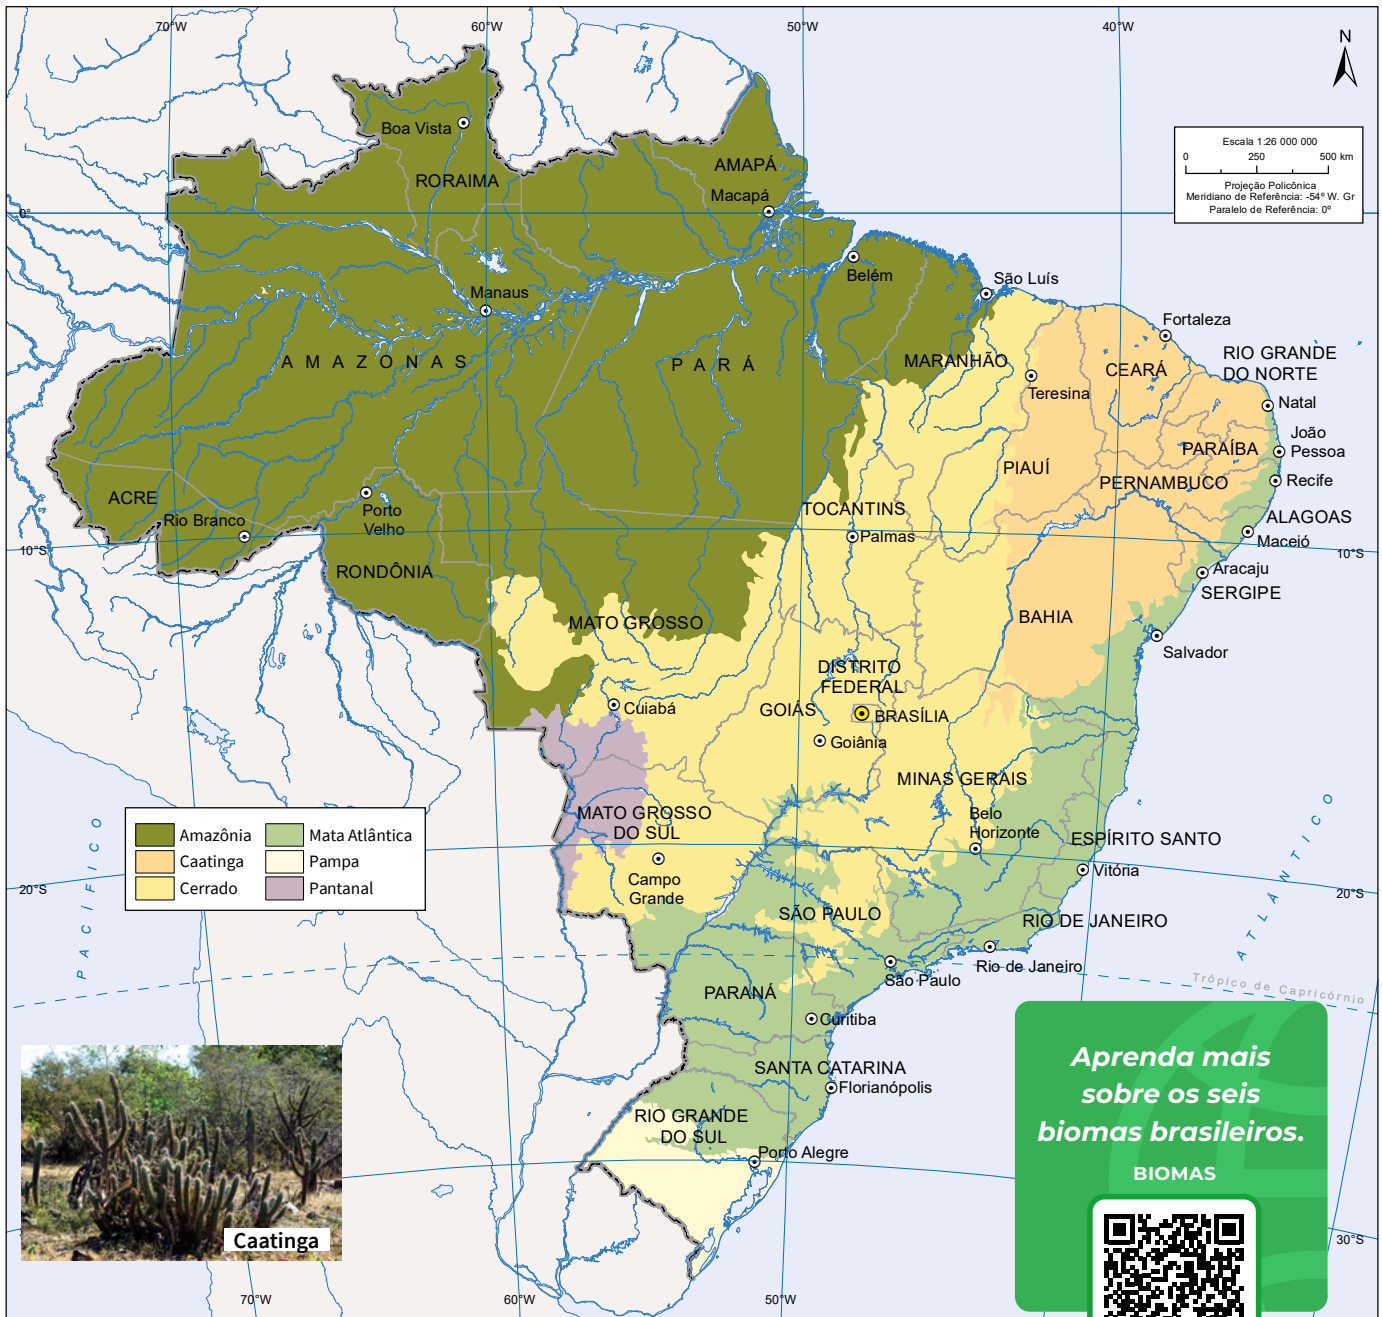 70°W
60°W
50°W
40°W
N
Escala 1:26 000 000
0 250 500 km
Projeção Policônica
Meridiano de Referência: -54º W. Gr
Paralelo de Referência: 0º
Boa Vista
RORAIMA
AMAPÁ
Macapá
0°
Belém
São Luís
Manaus
Fortaleza
AMAZONAS
PARÁ
MARANHÃO
Teresina
CEARÁ
RIO GRANDE
DO NORTE
Natal
João
Pessoa
PARAÍBA
PIAUÍ
PERNAMBUCO
Recife
ACRE
Rio Branco
Porto
Velho
TOCANTINS
Palmas
ALAGOAS
Maceió
10°S
10°S
RONDÔNIA
Aracaju
SERGIPE
MATO GROSSO
BAHIA
Salvador
DISTRITO
FEDERAL
Cuiabá
GOIÁS
BRASÍLIA
Goiânia
MINAS GERAIS
MATO GROSSO
DO SUL
Belo
Horizonte
ESPÍRITO SANTO
Vitória
Amazônia
Caatinga
Cerrado
Mata Atlântica
Pampa
Pantanal
Campo
Grande
20°S
20°S
PACÍFICO
ATLÂNTICO
SÃO PAULO
RIO DE JANEIRO
Rio de Janeiro
São Paulo
Trópico de Capricórnio
PARANÁ
Curitiba
SANTA CATARINA
Florianópolis
RIO GRANDE
DO SUL
Porto Alegre
Caatinga
Aprenda mais
sobre os seis
biomas brasileiros.
BIOMAS
30°S
70°W
60°W
50°W